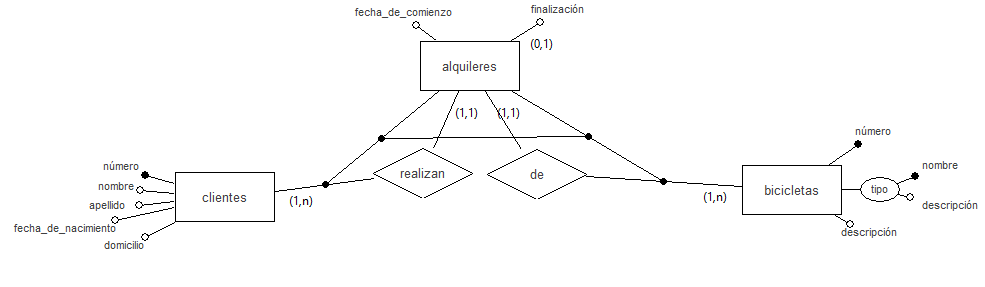 fecha_de_comienzo
finalización
(0,1)
alquileres
(1,1)
(1,1)
número
nombre
apellido
fecha_de_nacimiento
domicilio
clientes
(1,n)
realizan
de
(1,n)
número
bicicletas
tipo
nombre
descripción
descripción